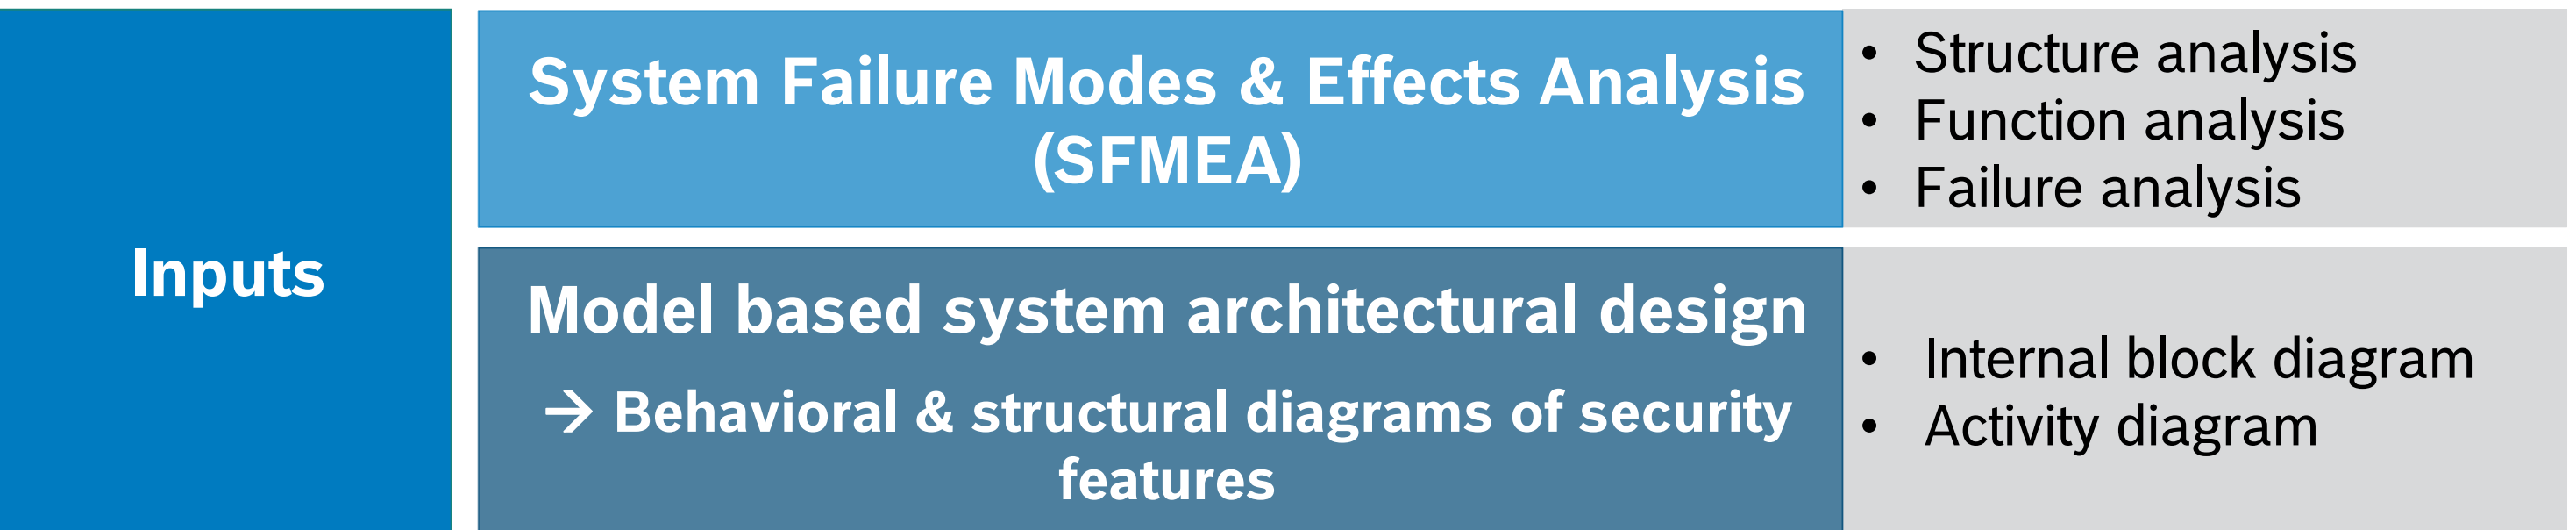 Inputs
System Failure Modes & Effects Analysis
(SFMEA)
• Structure analysis
• Function analysis
• Failure analysis
Model based system architectural design
→ Behavioral & structural diagrams of security
features
• Internal block diagram
• Activity diagram